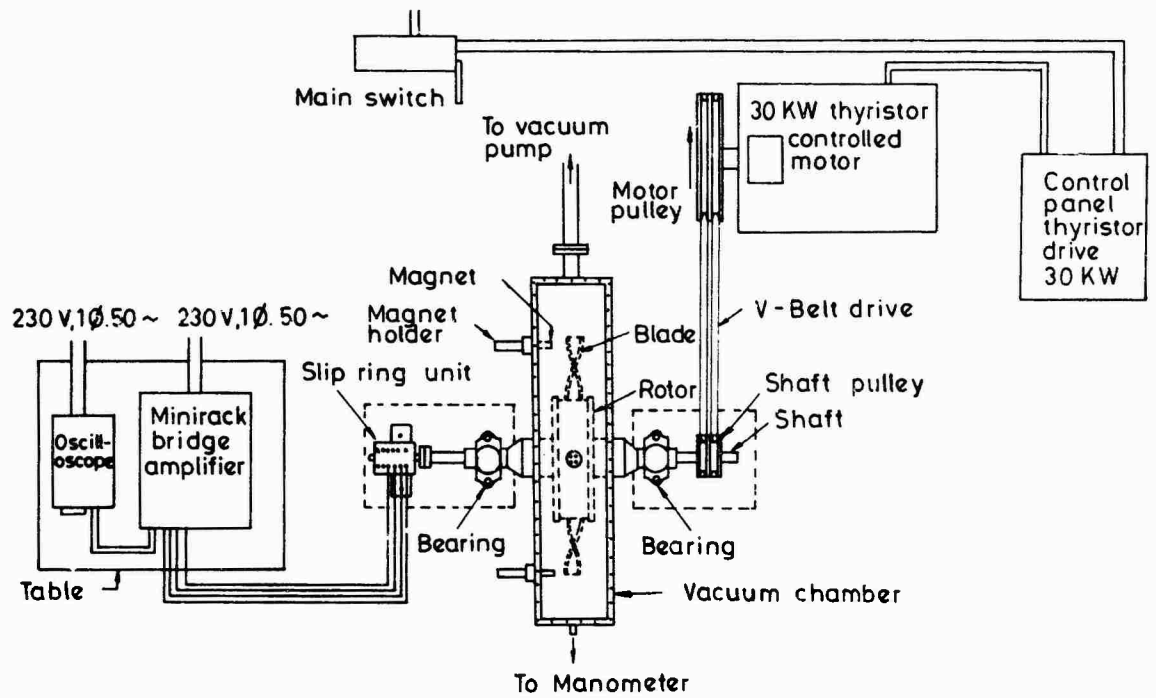 Main switch
To vacuum
pump
30 KW thyristor
controlled
motor
Motor
pulley
Control
panel
thyristor
drive
30 KW
Magnet
Magnet
holder
230 V,1Ø.50~ 230 V,1Ø.50~
V-Belt drive
Blade
Slip ring unit
Rotor
Shaft pulley
Shaft
Oscill-
oscope
Minirack
bridge
amplifier
Bearing
Bearing
Table
Vacuum chamber
To Manometer